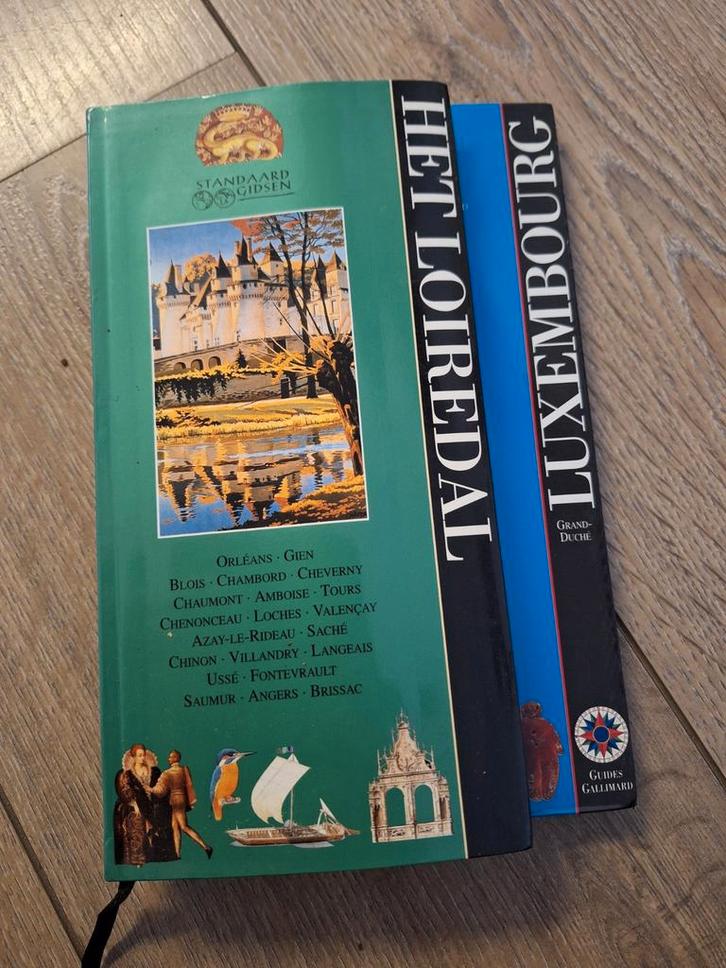 STANDAARD
GIDSEN
HET LOIREDAL
ORLÉANS · GIEN
BLOIS · CHAMBORD · CHEVERNY
CHAUMONT · AMBOISE · TOURS
CHENONCEAU · LOCHES · VALENÇAY
AZAY-LE-RIDEAU · SACHÉ
CHINON · VILLANDRY · LANGEAIS
USSÉ · FONTEVRAULT
SAUMUR · ANGERS · BRISSAC
LUXEMBOURG
GRAND-
DUCHÉ
GUIDES
GALLIMARD